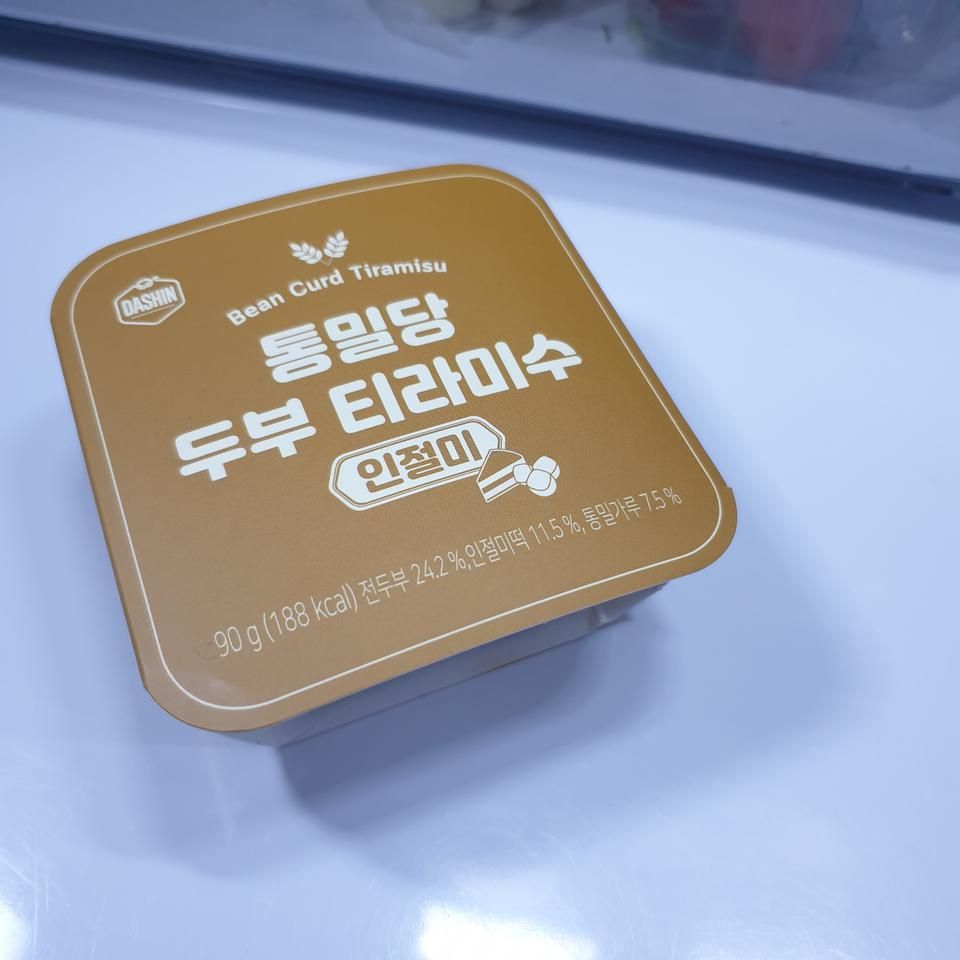 DASHIN
Bean Curd Tiramisu
통밀당
두부 티라미수
인절미
90 g (188 kcal) 전두부 24.2 %,인절미떡 11.5 %, 통밀가루 7.5 %